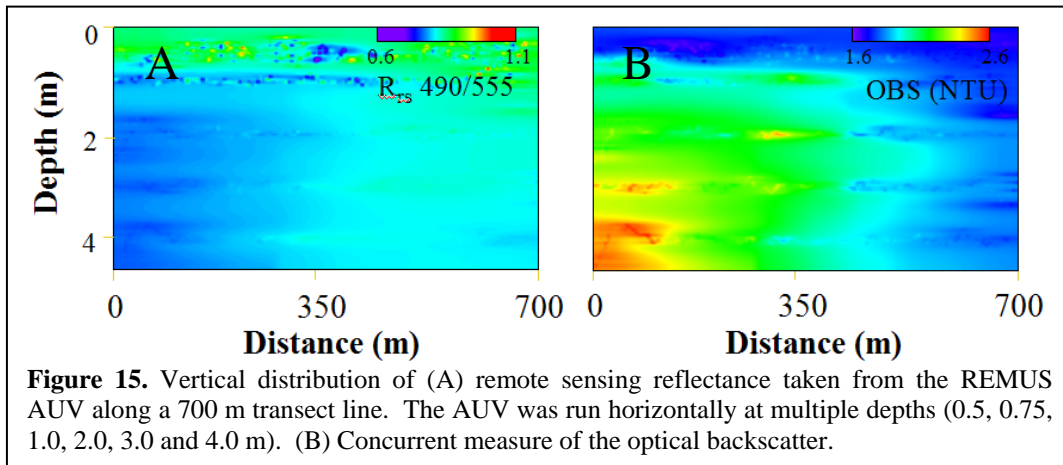 0
A
0.6
1.1
R_rs 490/555
B
1.6
2.6
OBS (NTU)
Depth (m)
2
4
0
350
700
0
350
700
Distance (m)
Distance (m)
Figure 15. Vertical distribution of (A) remote sensing reflectance taken from the REMUS
AUV along a 700 m transect line. The AUV was run horizontally at multiple depths (0.5, 0.75,
1.0, 2.0, 3.0 and 4.0 m). (B) Concurrent measure of the optical backscatter.